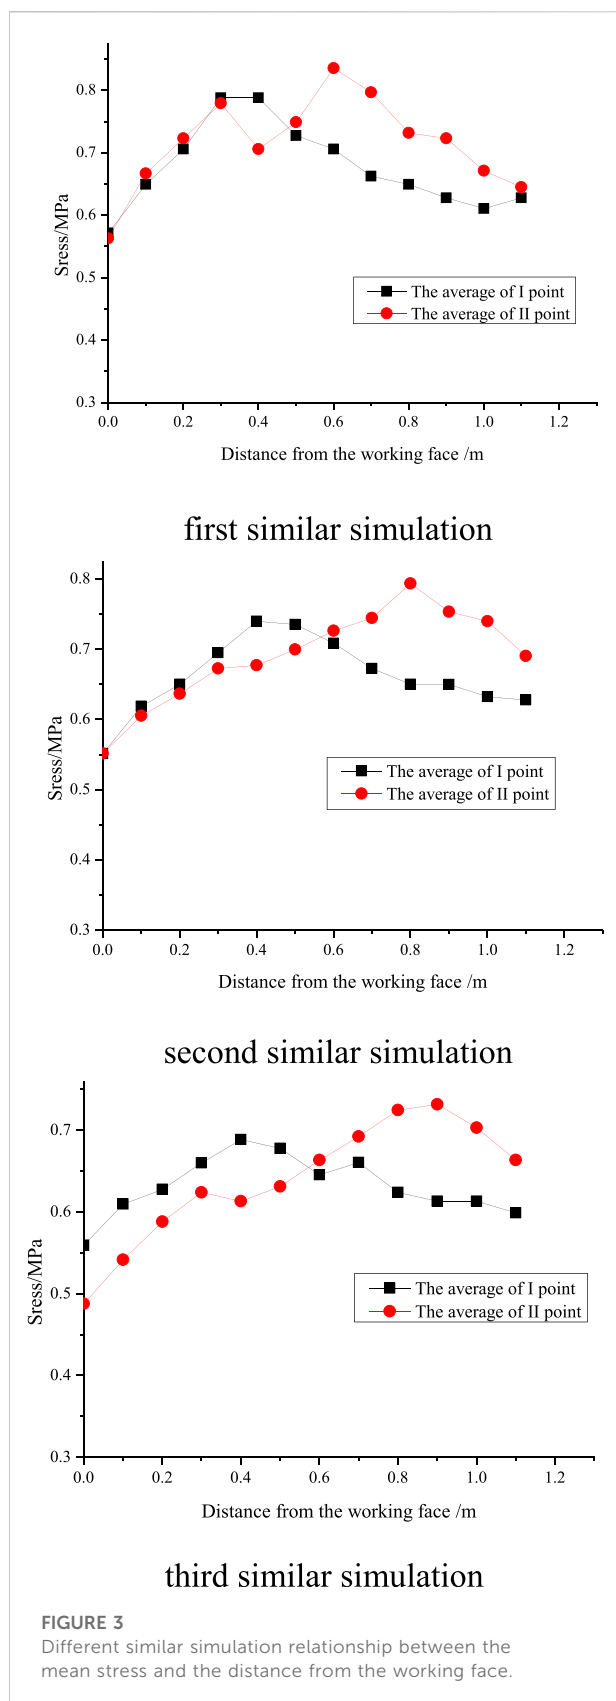 0.8
0.7
0.6
0.5
0.4
0.3
Sress/MPa
The average of I point
The average of II point
0.0 0.2 0.4 0.6 0.8 1.0 1.2
Distance from the working face /m
first similar simulation
0.8
0.7
0.6
0.5
0.4
0.3
Sress/MPa
The average of I point
The average of II point
0.0 0.2 0.4 0.6 0.8 1.0 1.2
Distance from the working face /m
second similar simulation
0.7
0.6
0.5
0.4
0.3
Sress/MPa
The average of I point
The average of II point
0.0 0.2 0.4 0.6 0.8 1.0 1.2
Distance from the working face /m
third similar simulation
FIGURE 3
Different similar simulation relationship between the
mean stress and the distance from the working face.